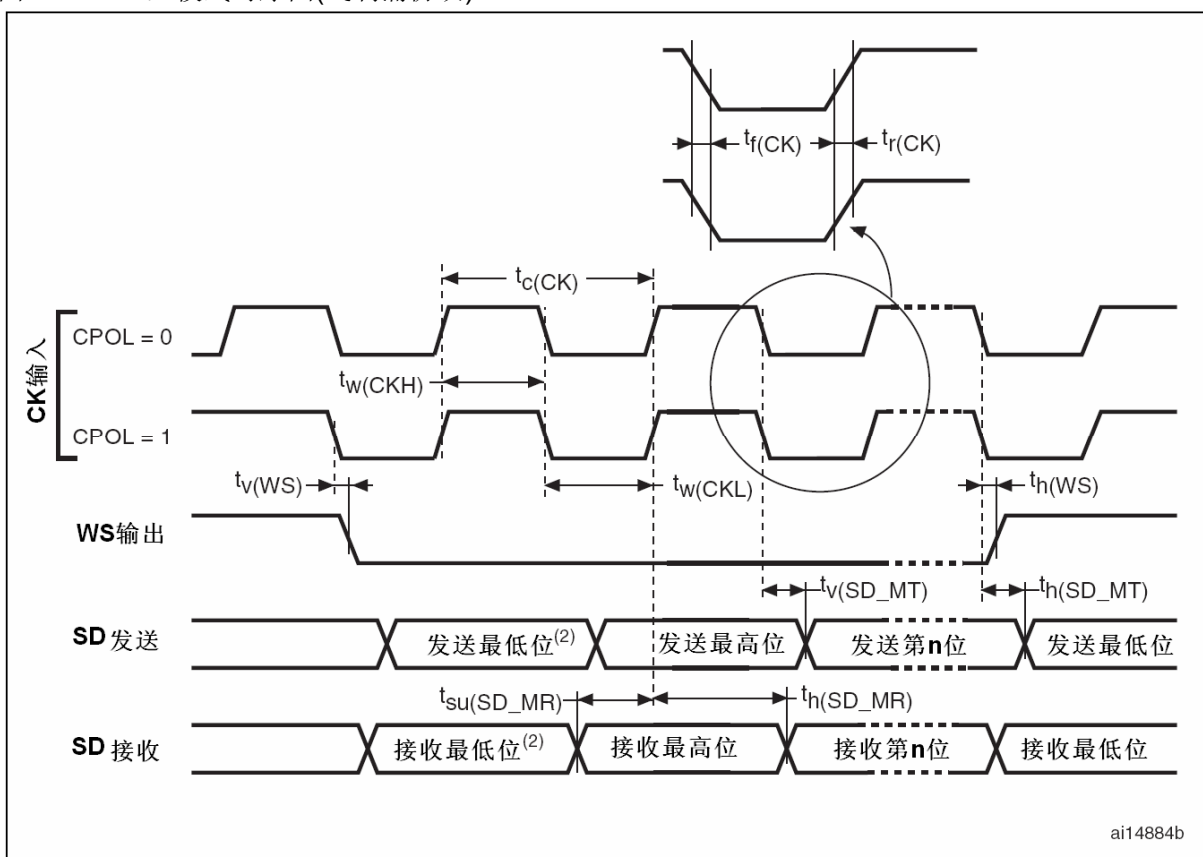 tf(CK)
tr(CK)
tc(CK)
CK输入
CPOL = 0
tw(CKH)
CPOL = 1
tv(WS)
tw(CKL)
th(WS)
WS输出
tv(SD_MT)
th(SD_MT)
SD 发送
发送最低位(2)
发送最高位
发送第n位
发送最低位
tsu(SD_MR)
th(SD_MR)
SD 接收
接收最低位(2)
接收最高位
接收第n位
接收最低位
ai14884b